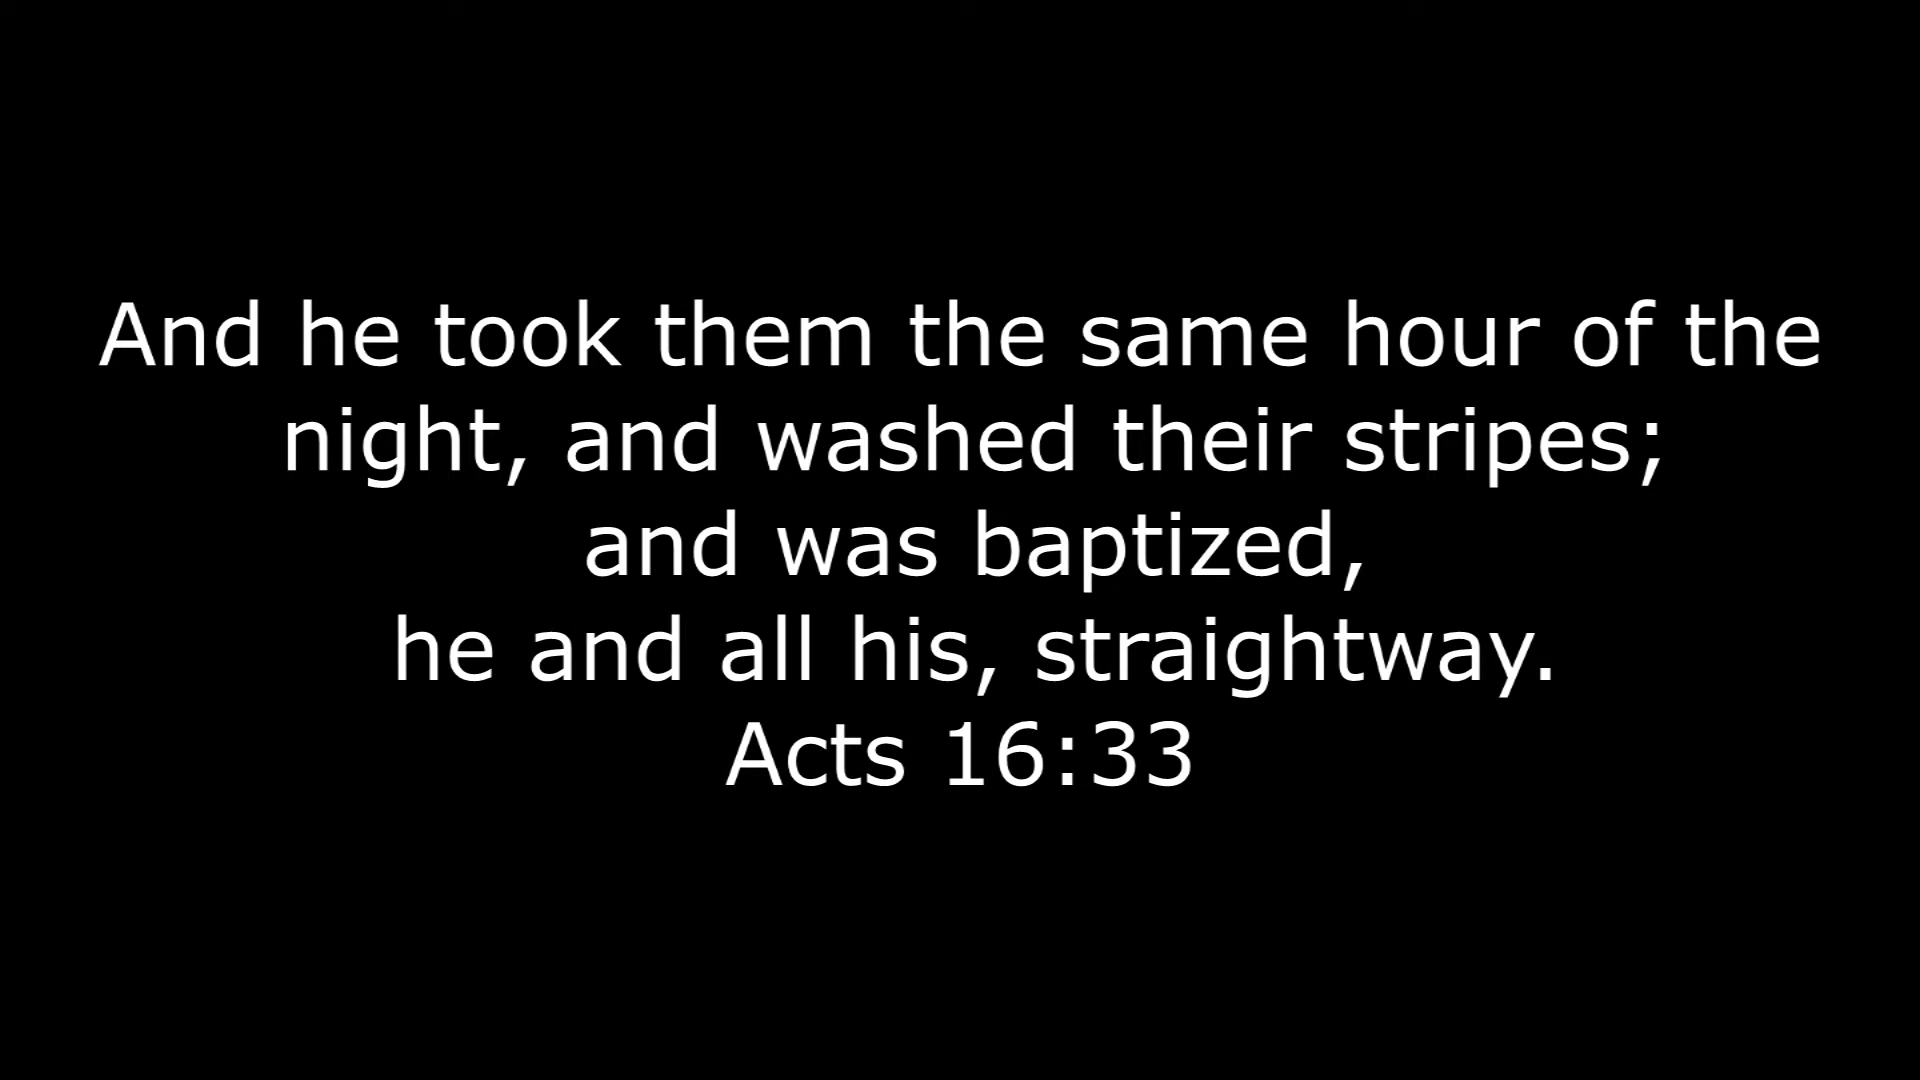 And he took them the same hour of the
night, and washed their stripes;
and was baptized,
he and all his, straightway.
Acts 16:33